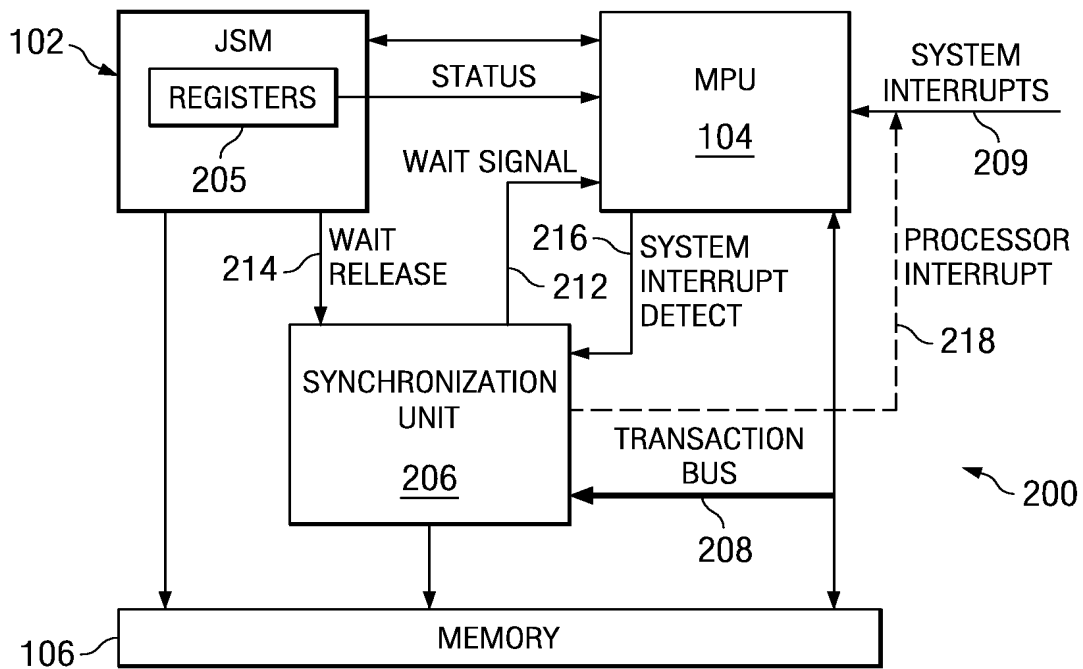 102
JSM
REGISTERS
205
STATUS
MPU
104
SYSTEM
INTERRUPTS
209
WAIT SIGNAL
214
WAIT
RELEASE
212
216
SYSTEM
INTERRUPT
DETECT
PROCESSOR
INTERRUPT
218
SYNCHRONIZATION
UNIT
206
TRANSACTION
BUS
208
200
106
MEMORY